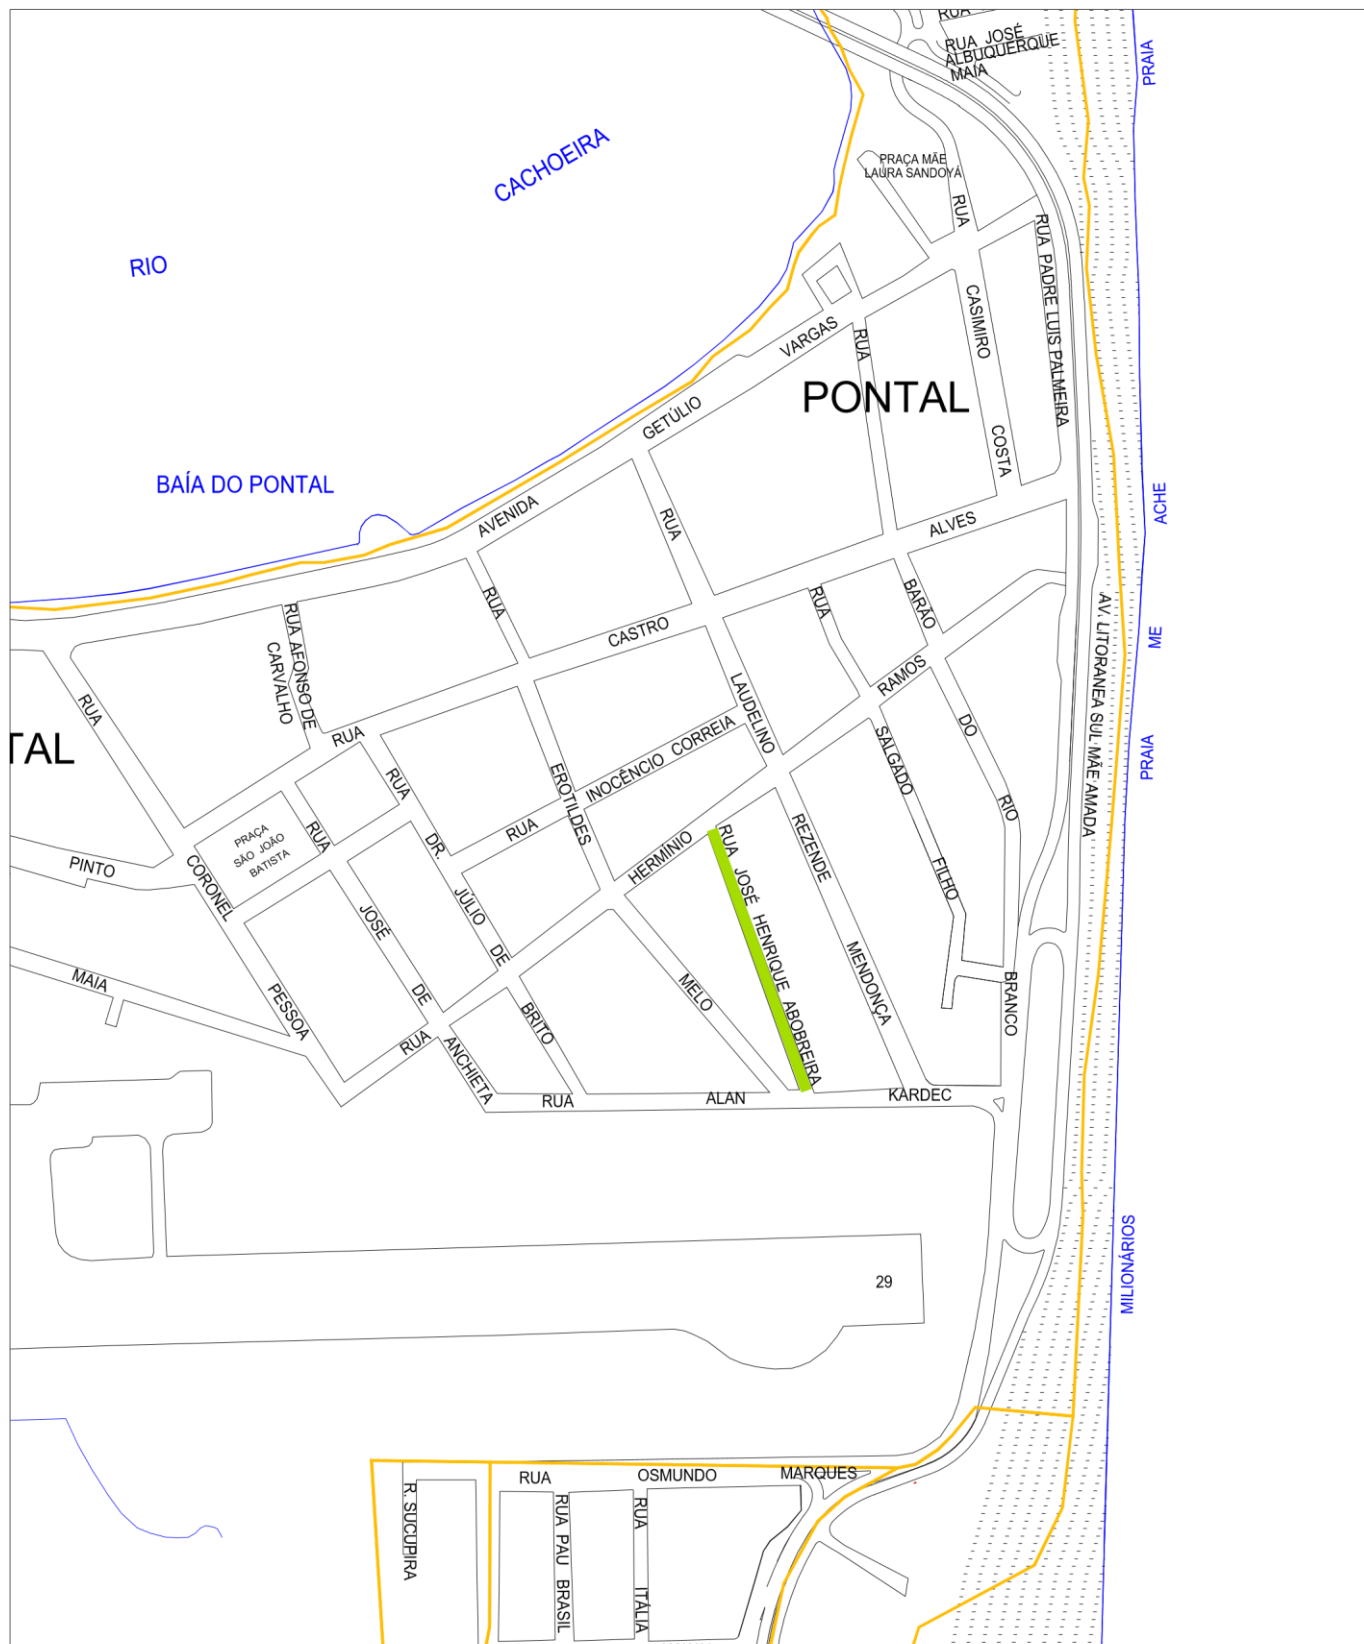 RUA
RUA JOSÉ
ALBUQUERQUE
MAIA
PRAIA
CACHOEIRA
PRAÇA MÃE
LAURA SANDOYÁ
RUA
RIO
RUA PADRE LUIS PALMEIRA
CASIMIRO
VARGAS
RUA
PONTAL
GETÚLIO
COSTA
BAÍA DO PONTAL
ACHE
AVENIDA
RUA
ALVES
RUA
RUA
BARÃO
RUA AFONSO DE
CARVALHO
CASTRO
ME
AV. LITORANEA SUL MÃE AMADA
RAMOS
RUA
LAUDELINO
DO
RUA
TAL
INOCÊNCIO CORREIA
SALGADO
PRAIA
RUA
EROTILDES
RIO
PRAÇA
SÃO JOÃO
BATISTA
RUA
RUA
DR.
REZENDE
HERMÍNIO
RUA JOSÉ HENRIQUE ABOBREIRA
PINTO
CORONEL
FILHO
JOSÉ
JÚLIO
DE
MENDONÇA
MAIA
MELO
PESSOA
DE
BRITO
BRANCO
RUA
ANCHIETA
RUA
ALAN
KARDEC
MILIONÁRIOS
29
RUA
OSMUNDO
MARQUES
R. SUCUPIRA
RUA PAU BRASIL
RUA ITÁLIA